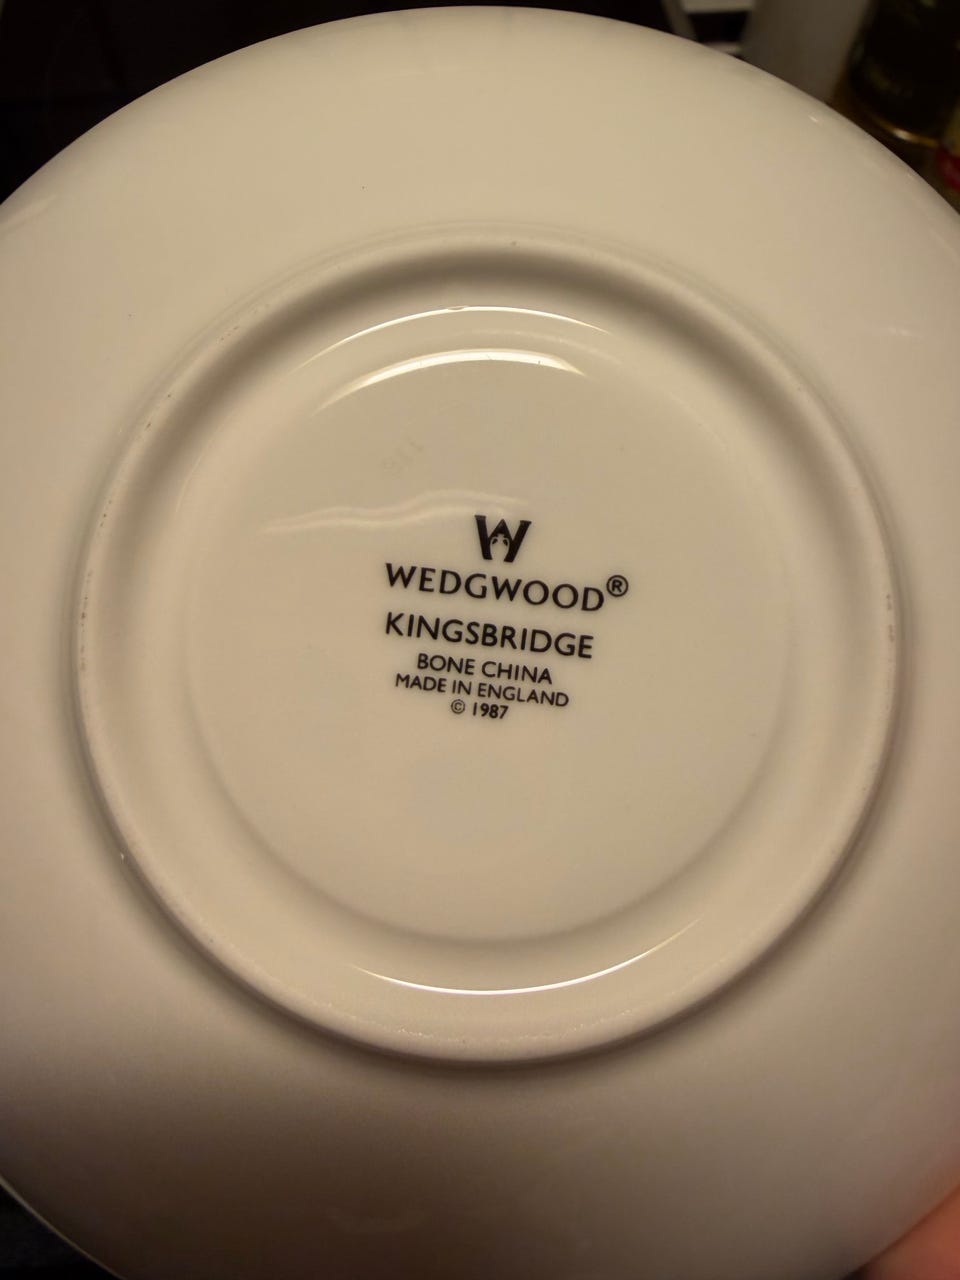 W
WEDGWOOD®
KINGSBRIDGE
BONE CHINA
MADE IN ENGLAND
© 1987